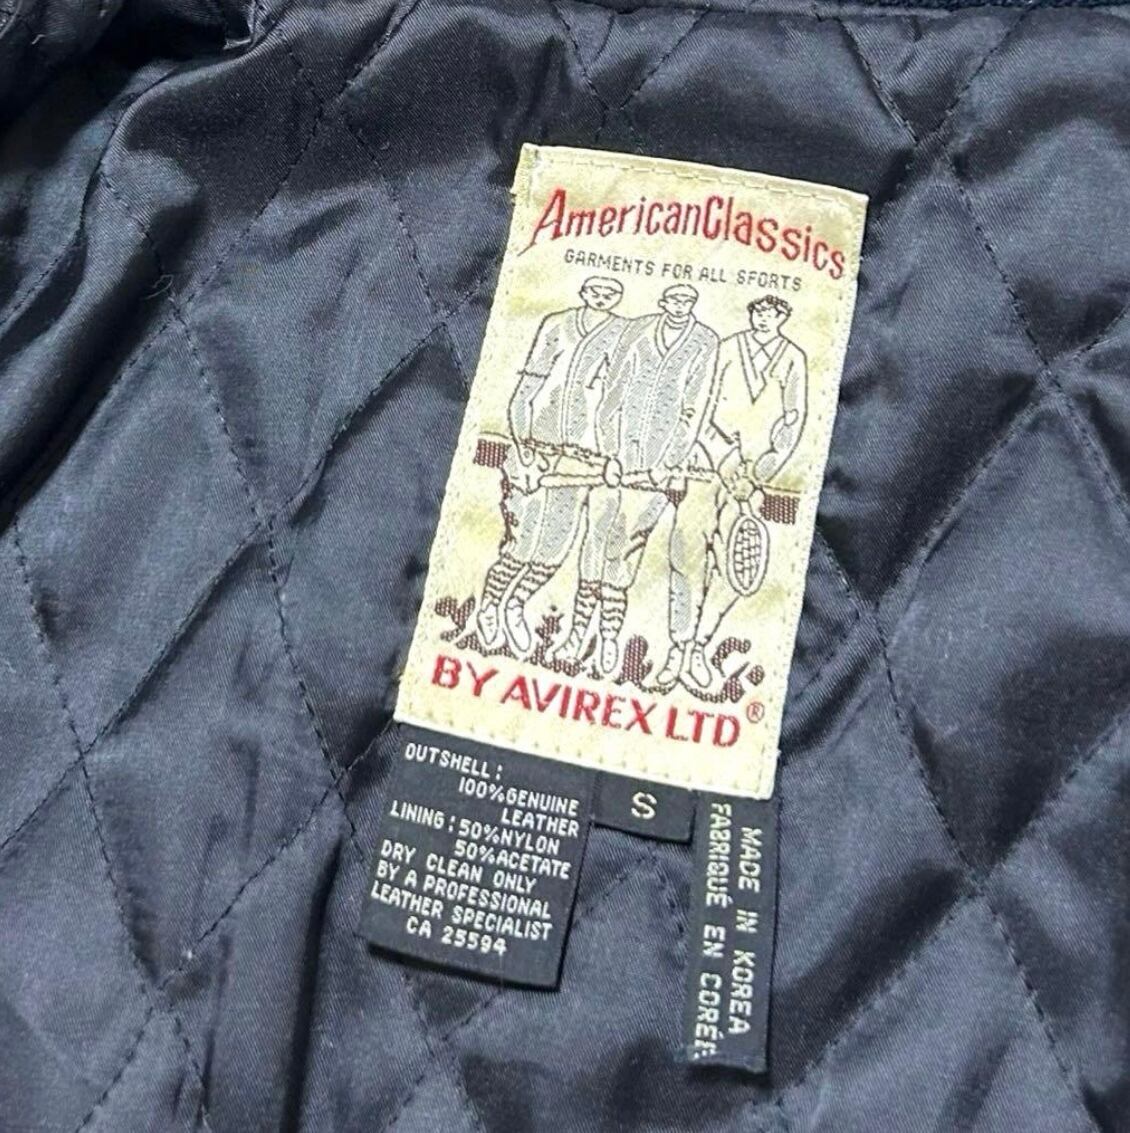 AmericanClassics
GARMENTS FOR ALL SPORTS
BY AVIREX LTD®
OUTSHELL:
100%GENUINE
LEATHER
LINING:50%NYLON
50%ACETATE
DRY CLEAN ONLY
BY A PROFESSIONAL
LEATHER SPECIALIST
CA 25594
S
MADE IN KOREA
FABRIQUÉ EN CORÉE